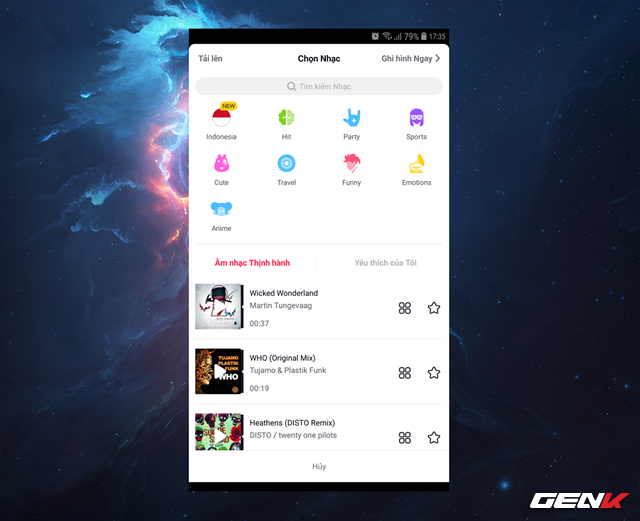 79% 17:35
Tải lên Chọn Nhạc Ghi hình Ngay
Tìm kiếm Nhạc
NEW
Indonesia Hit Party Sports
Cute Travel Funny Emotions
Anime
Âm nhạc Thịnh hành Yêu thích của Tôi
Wicked Wonderland
Martin Tungevaag
00:37
TUJAMO
PLASTIK
FUNK
WHO
WHO (Original Mix)
Tujamo & Plastik Funk
00:19
Heathens (DISTO Remix)
DISTO / twenty one pilots
Hủy
GENK